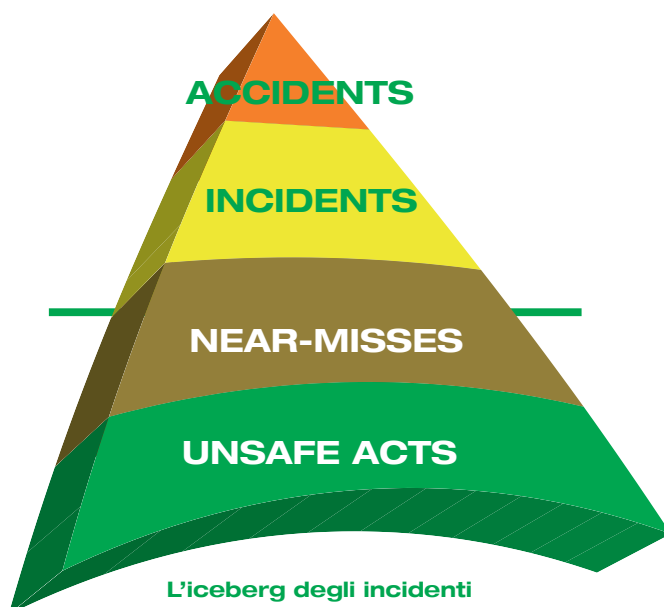 ACCIDENTS
INCIDENTS
NEAR-MISSES
UNSAFE ACTS
L'iceberg degli incidenti